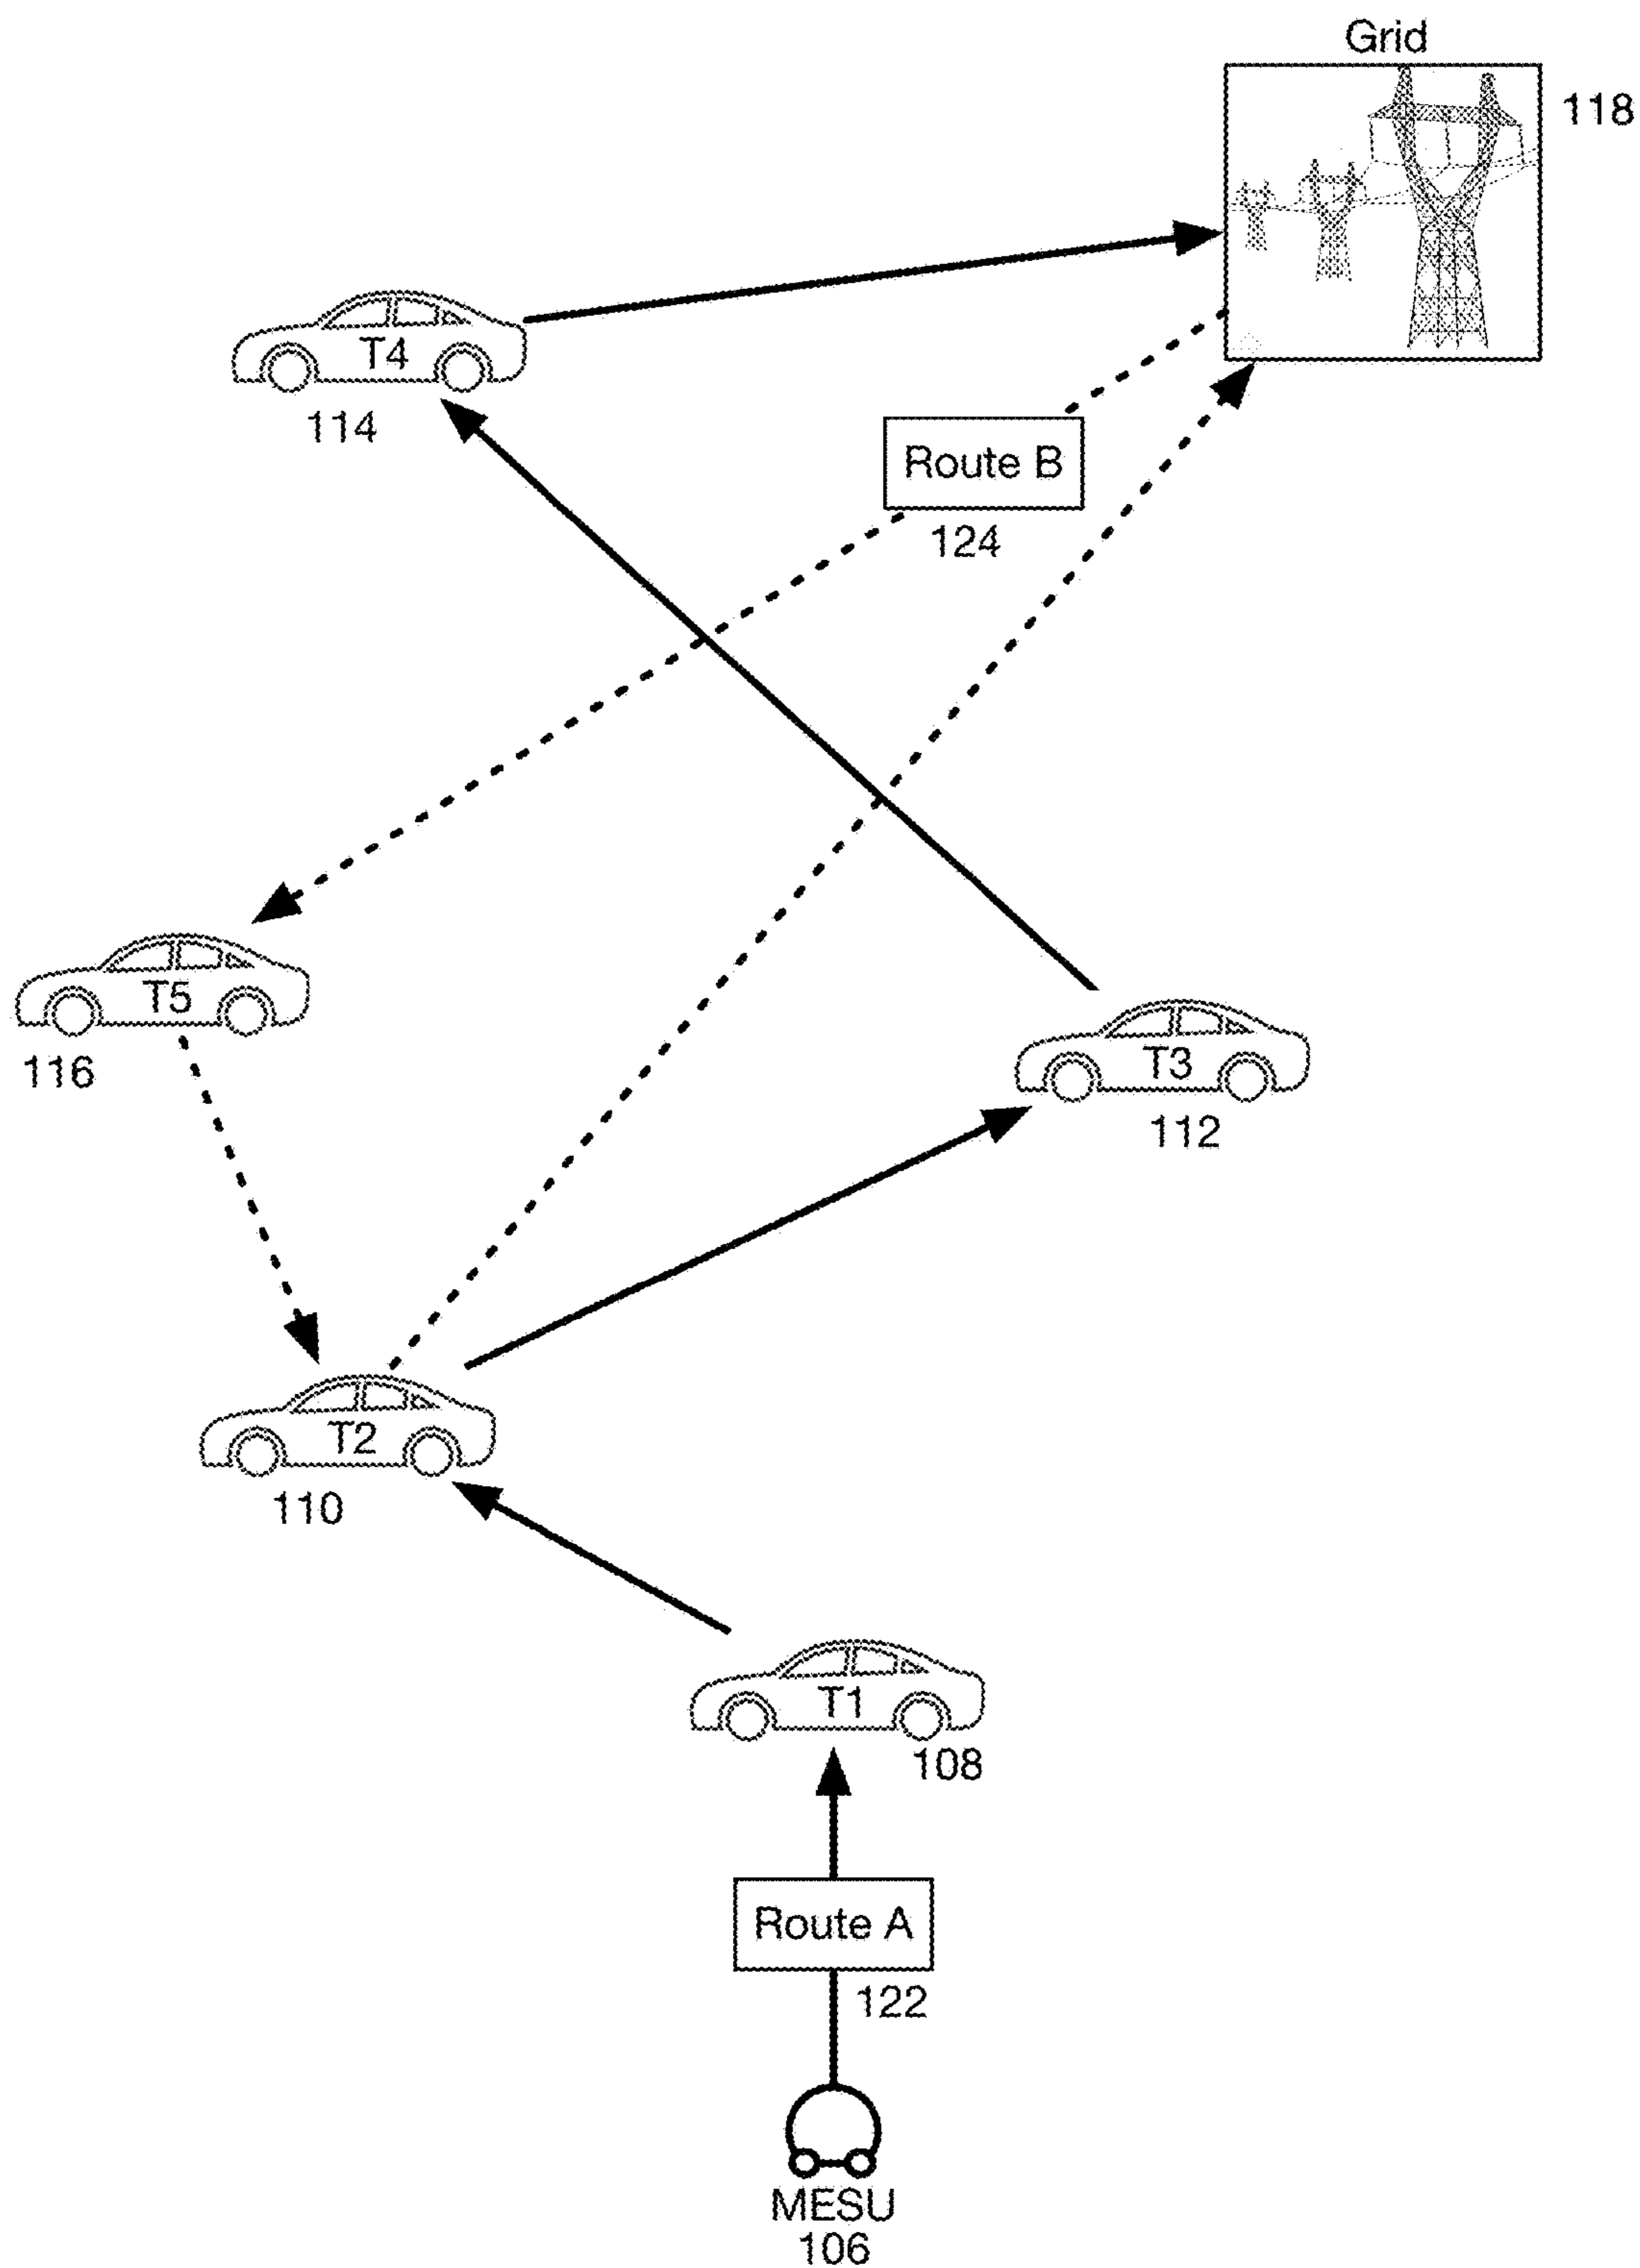 Grid
118
T4
114
Route B
124
T5
116
T3
112
T2
110
T1
108
Route A
122
MESU
106